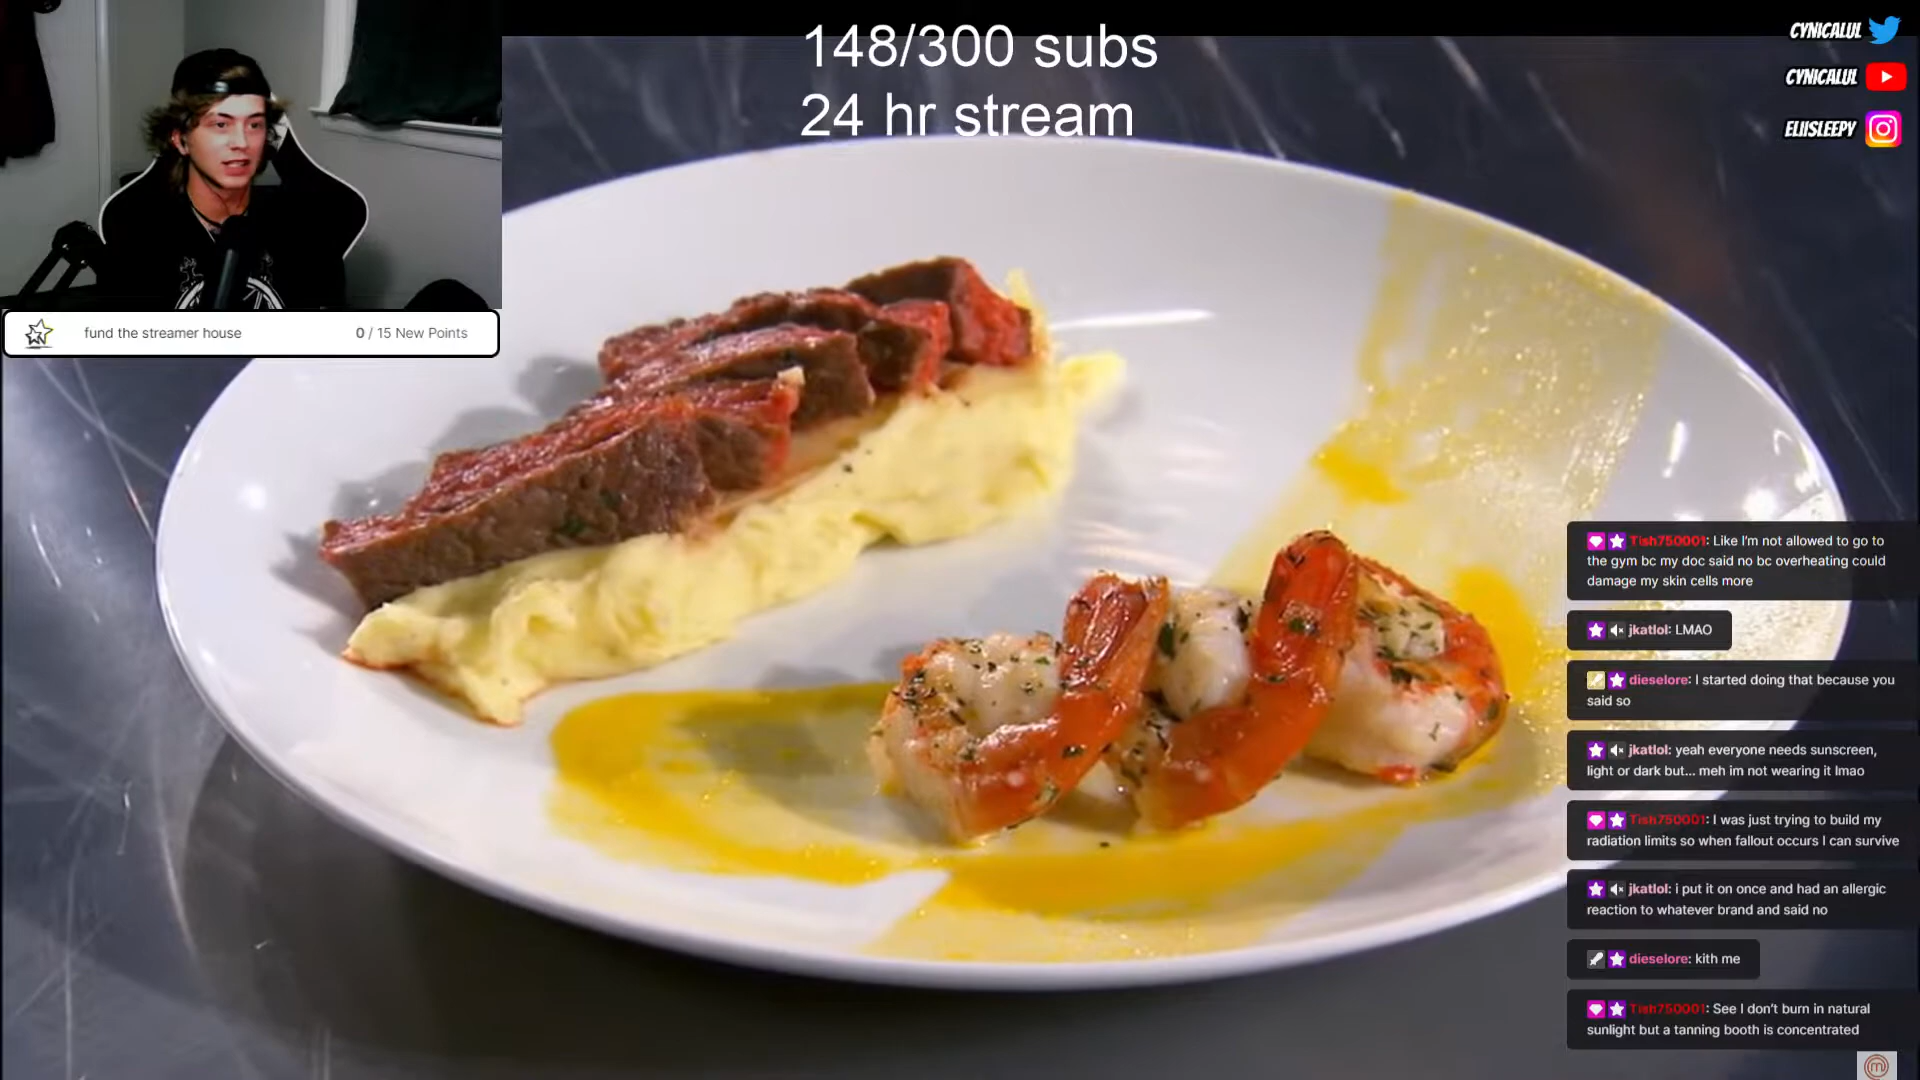 148/300 subs
24 hr stream
CYNICALUL
CYNICALUL
ELIISLEEPY
fund the streamer house 0 / 15 New Points
Tish750001: Like I'm not allowed to go to
the gym bc my doc said no bc overheating could
damage my skin cells more
jkatlol: LMAO
dieselore: I started doing that because you
said so
jkatlol: yeah everyone needs sunscreen,
light or dark but... meh im not wearing it lmao
Tish750001: I was just trying to build my
radiation limits so when fallout occurs I can survive
jkatlol: i put it on once and had an allergic
reaction to whatever brand and said no
dieselore: kith me
Tish750001: See I don't burn in natural
sunlight but a tanning booth is concentrated